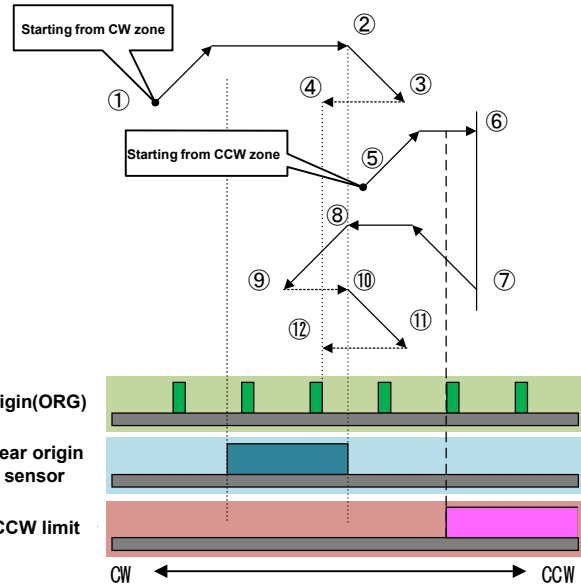 Starting from CW zone
②
①
④
③
⑥
Starting from CCW zone
⑤
⑧
⑨
⑩
⑦
⑫
⑪
igin(ORG)
ear origin
sensor
CCW limit
CW
CCW